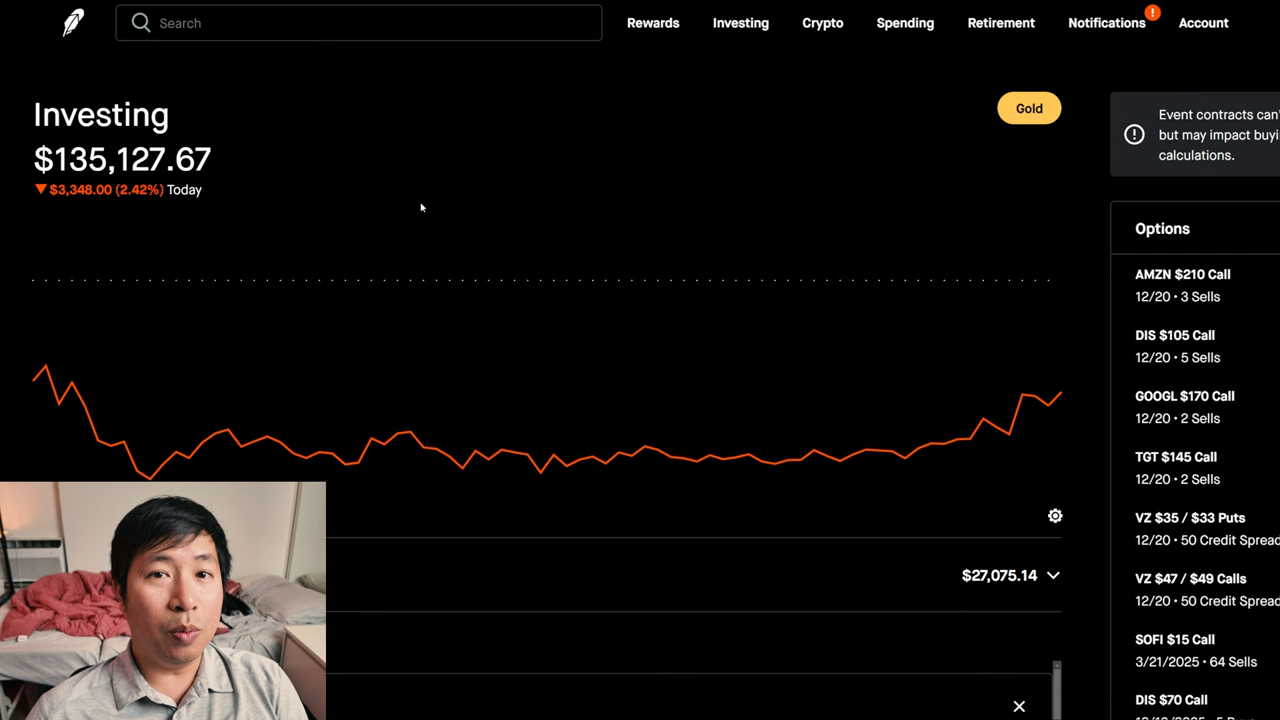 Search
Rewards
Investing
Crypto
Spending
Retirement
Notifications
!
Account
Investing
$135,127.67
▼ $3,348.00 (2.42%) Today
Gold
Event contracts can'
but may impact buyi
calculations.
$27,075.14
Options
AMZN $210 Call
12/20 • 3 Sells
DIS $105 Call
12/20 • 5 Sells
GOOGL $170 Call
12/20 • 2 Sells
TGT $145 Call
12/20 • 2 Sells
VZ $35 / $33 Puts
12/20 • 50 Credit Spread
VZ $47 / $49 Calls
12/20 • 50 Credit Spread
SOFI $15 Call
3/21/2025 • 64 Sells
DIS $70 Call